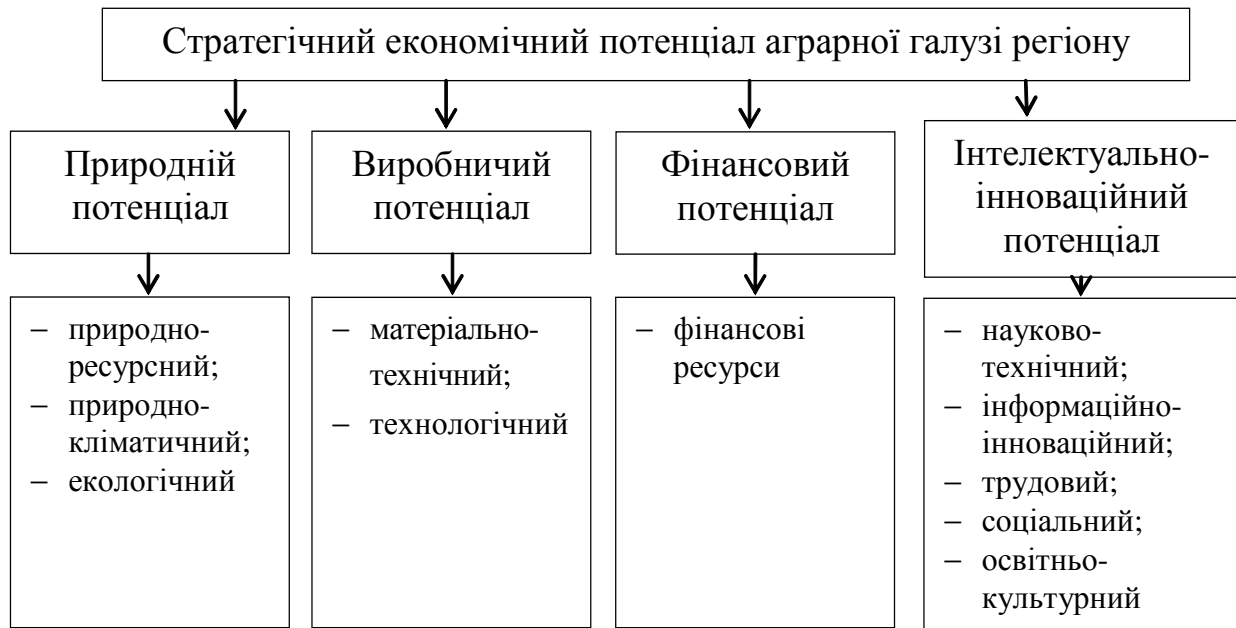 Стратегічний економічний потенціал аграрної галузі регіону
Природній
потенціал
Виробничий
потенціал
Фінансовий
потенціал
Інтелектуально-
інноваційний
потенціал
– природно-
ресурсний;
– природно-
кліматичний;
– екологічний
– матеріально-
технічний;
– технологічний
– фінансові
ресурси
– науково-
технічний;
– інформаційно-
інноваційний;
– трудовий;
– соціальний;
– освітньо-
культурний